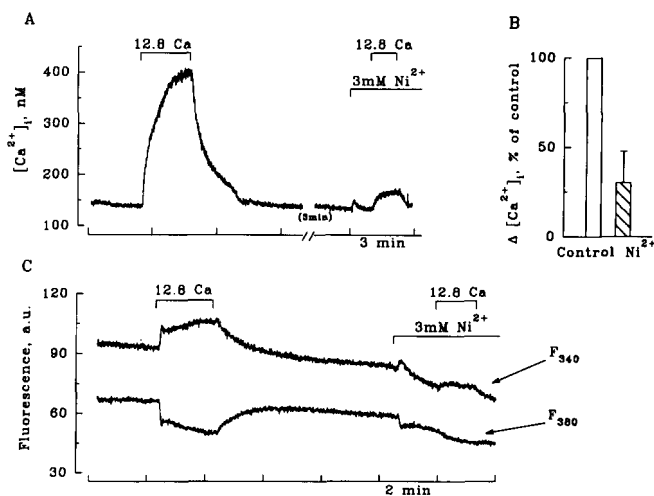 A
12.8 Ca
12.8 Ca
3mM Ni2+
[Ca2+]i, nM
400
300
200
150
100
(3min)
3 min
B
Δ [Ca2+]i, % of control
100
50
0
Control Ni2+
C
12.8 Ca
12.8 Ca
3mM Ni2+
Fluorescence, a.u.
120
90
60
30
F340
F380
2 min